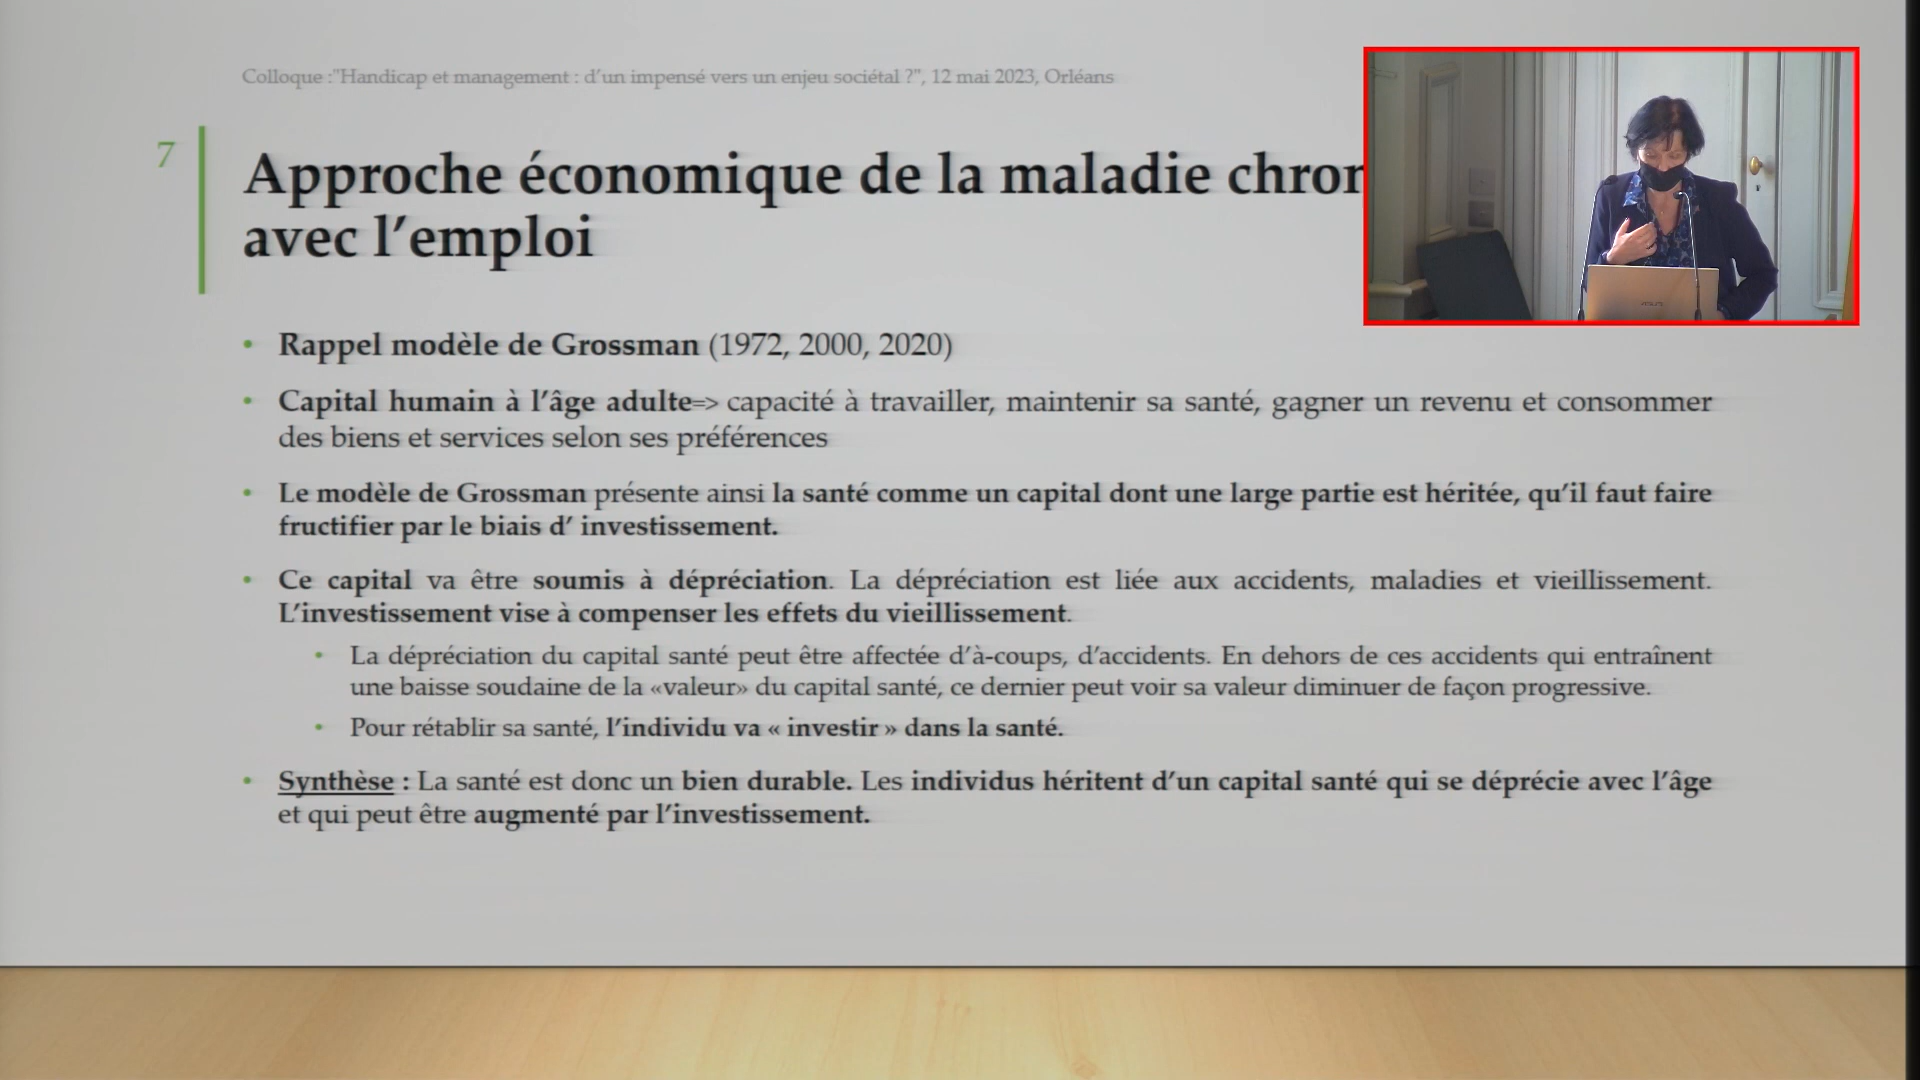 Colloque :"Handicap et management : d'un impensé vers un enjeu sociétal ?", 12 mai 2023, Orléans
7
Approche économique de la maladie chron
avec l'emploi
• Rappel modèle de Grossman (1972, 2000, 2020)
• Capital humain à l'âge adulte=> capacité à travailler, maintenir sa santé, gagner un revenu et consommer
des biens et services selon ses préférences
• Le modèle de Grossman présente ainsi la santé comme un capital dont une large partie est héritée, qu'il faut faire
fructifier par le biais d' investissement.
• Ce capital va être soumis à dépréciation. La dépréciation est liée aux accidents, maladies et vieillissement.
L'investissement vise à compenser les effets du vieillissement.
• La dépréciation du capital santé peut être affectée d'à-coups, d'accidents. En dehors de ces accidents qui entraînent
une baisse soudaine de la «valeur» du capital santé, ce dernier peut voir sa valeur diminuer de façon progressive.
• Pour rétablir sa santé, l'individu va « investir » dans la santé.
• Synthèse : La santé est donc un bien durable. Les individus héritent d'un capital santé qui se déprécie avec l'âge
et qui peut être augmenté par l'investissement.